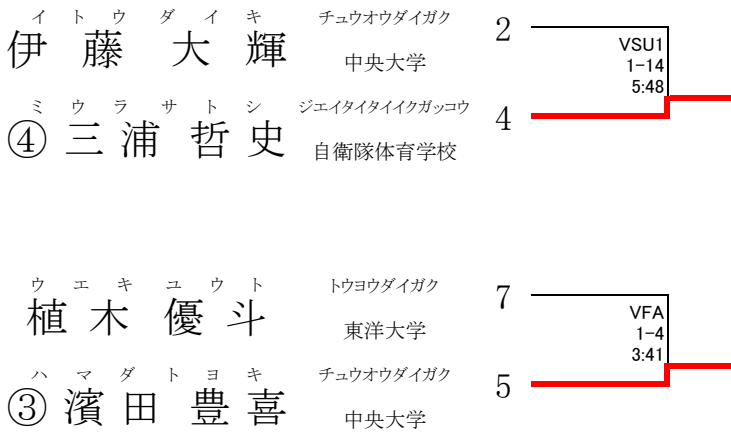 イトウダイキ チュウオウダイガク
伊藤大輝 中央大学 2
VSU1
1-14
5:48
ミウラサトシ ジエイタイタイイクガッコウ
④ 三浦哲史 自衛隊体育学校 4
ウエキユウト トウヨウダイガク
植木優斗 東洋大学 7
VFA
1-4
3:41
ハマダトヨキ チュウオウダイガク
③ 濱田豊喜 中央大学 5